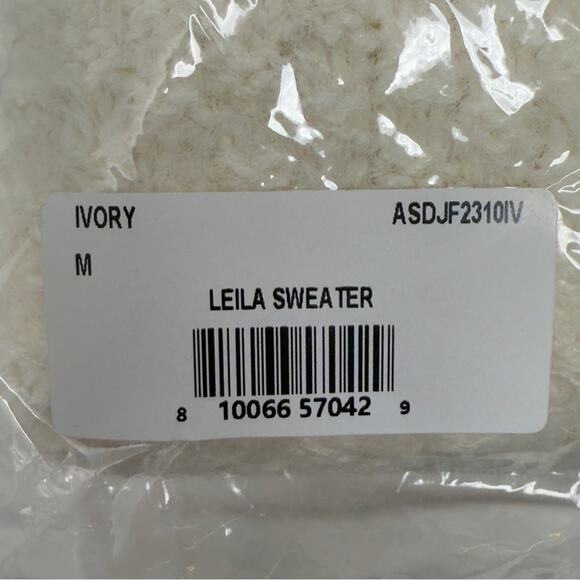 IVORY ASDJF2310IV
M
LEILA SWEATER
8 10066 57042 9